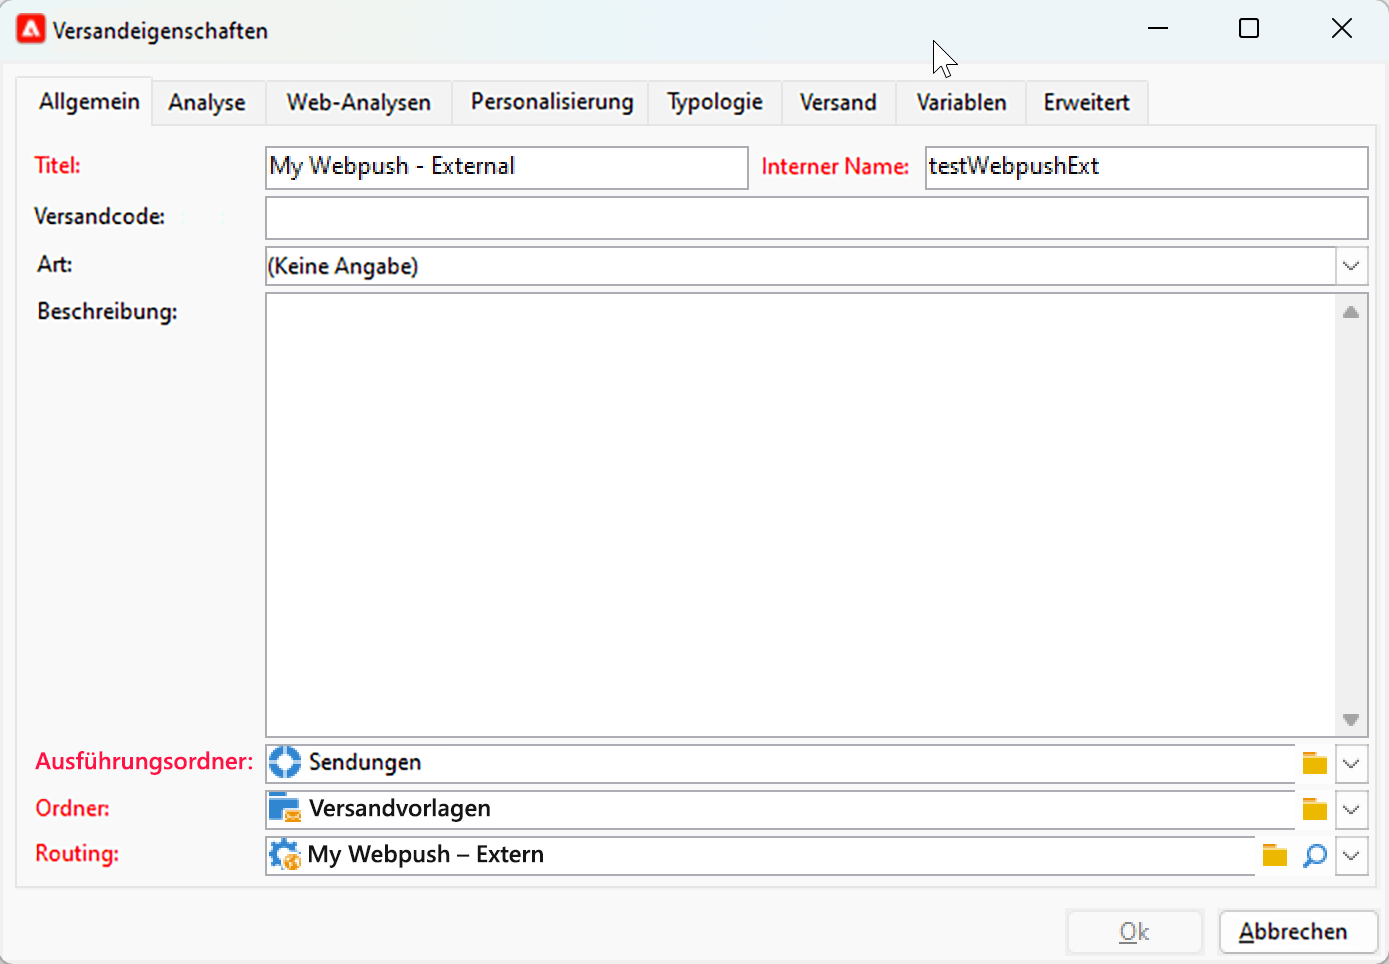 Versandeigenschaften
Allgemein Analyse Web-Analysen Personalisierung Typologie Versand Variablen Erweitert
Titel: My Webpush - External Interner Name: testWebpushExt
Versandcode:
Art: (Keine Angabe)
Beschreibung:
Ausführungsordner: Sendungen
Ordner: Versandvorlagen
Routing: My Webpush – Extern
Ok Abbrechen